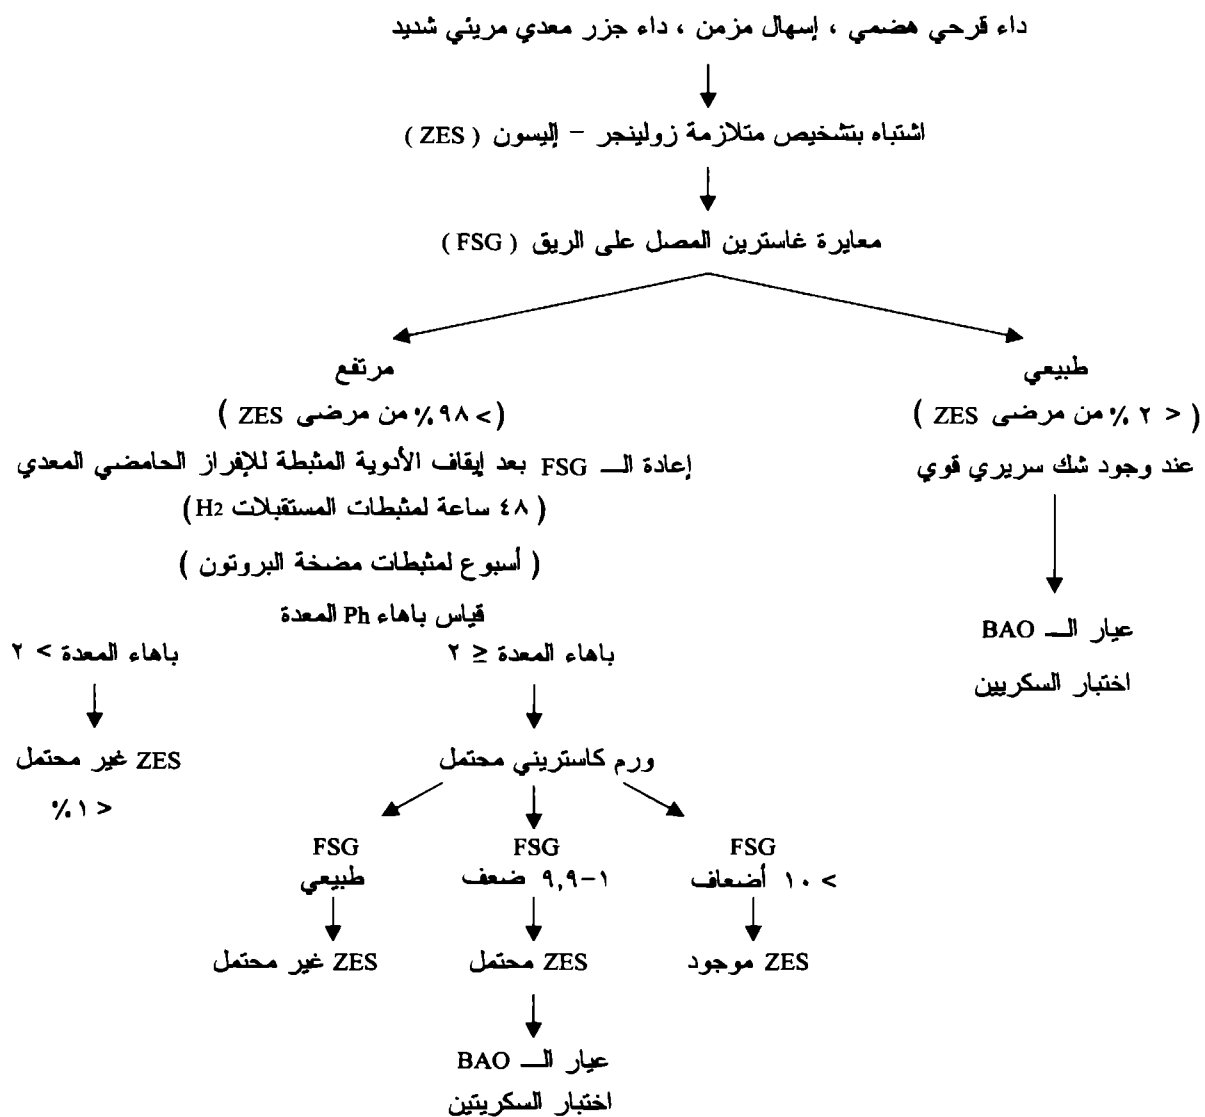 داء قرحي هضمي ، إسهال مزمن ، داء جزر معدي مريئي شديد
اشتباه بتشخيص متلازمة زولينجر – إليسون ( ZES )
معايرة غاسترين المصل على الريق ( FSG )
طبيعي
( < ٢ % من مرضى ZES )
عند وجود شك سريري قوي
عيار الـ BAO
اختبار السكريين
مرتفع
( > ٩٨ % من مرضى ZES )
إعادة الـ FSG بعد إيقاف الأدوية المثبطة للإفراز الحامضي المعدي
( ٤٨ ساعة لمثبطات المستقبلات H2)
( أسبوع لمثبطات مضخة البروتون )
قياس باهاء Ph المعدة
باهاء المعدة ≤ ٢
باهاء المعدة > ٢
ورم كاستريني محتمل
ZES غير محتمل
< ١ %
FSG
> ١٠ أضعاف
ZES موجود
FSG
١-٩,٩ ضعف
ZES محتمل
عيار الـ BAO
اختبار السكريتين
FSG
طبيعي
ZES غير محتمل